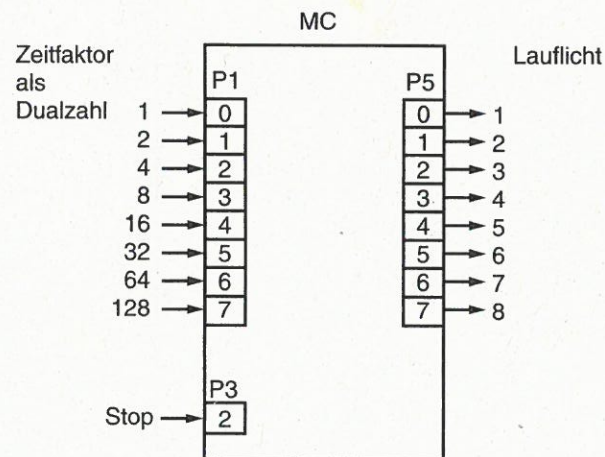 MC
Zeitfaktor
als
Dualzahl
Lauflicht
P1
P5
1 0
2 1
4 2
8 3
16 4
32 5
64 6
128 7
0 1
1 2
2 3
3 4
4 5
5 6
6 7
7 8
P3
Stop 2